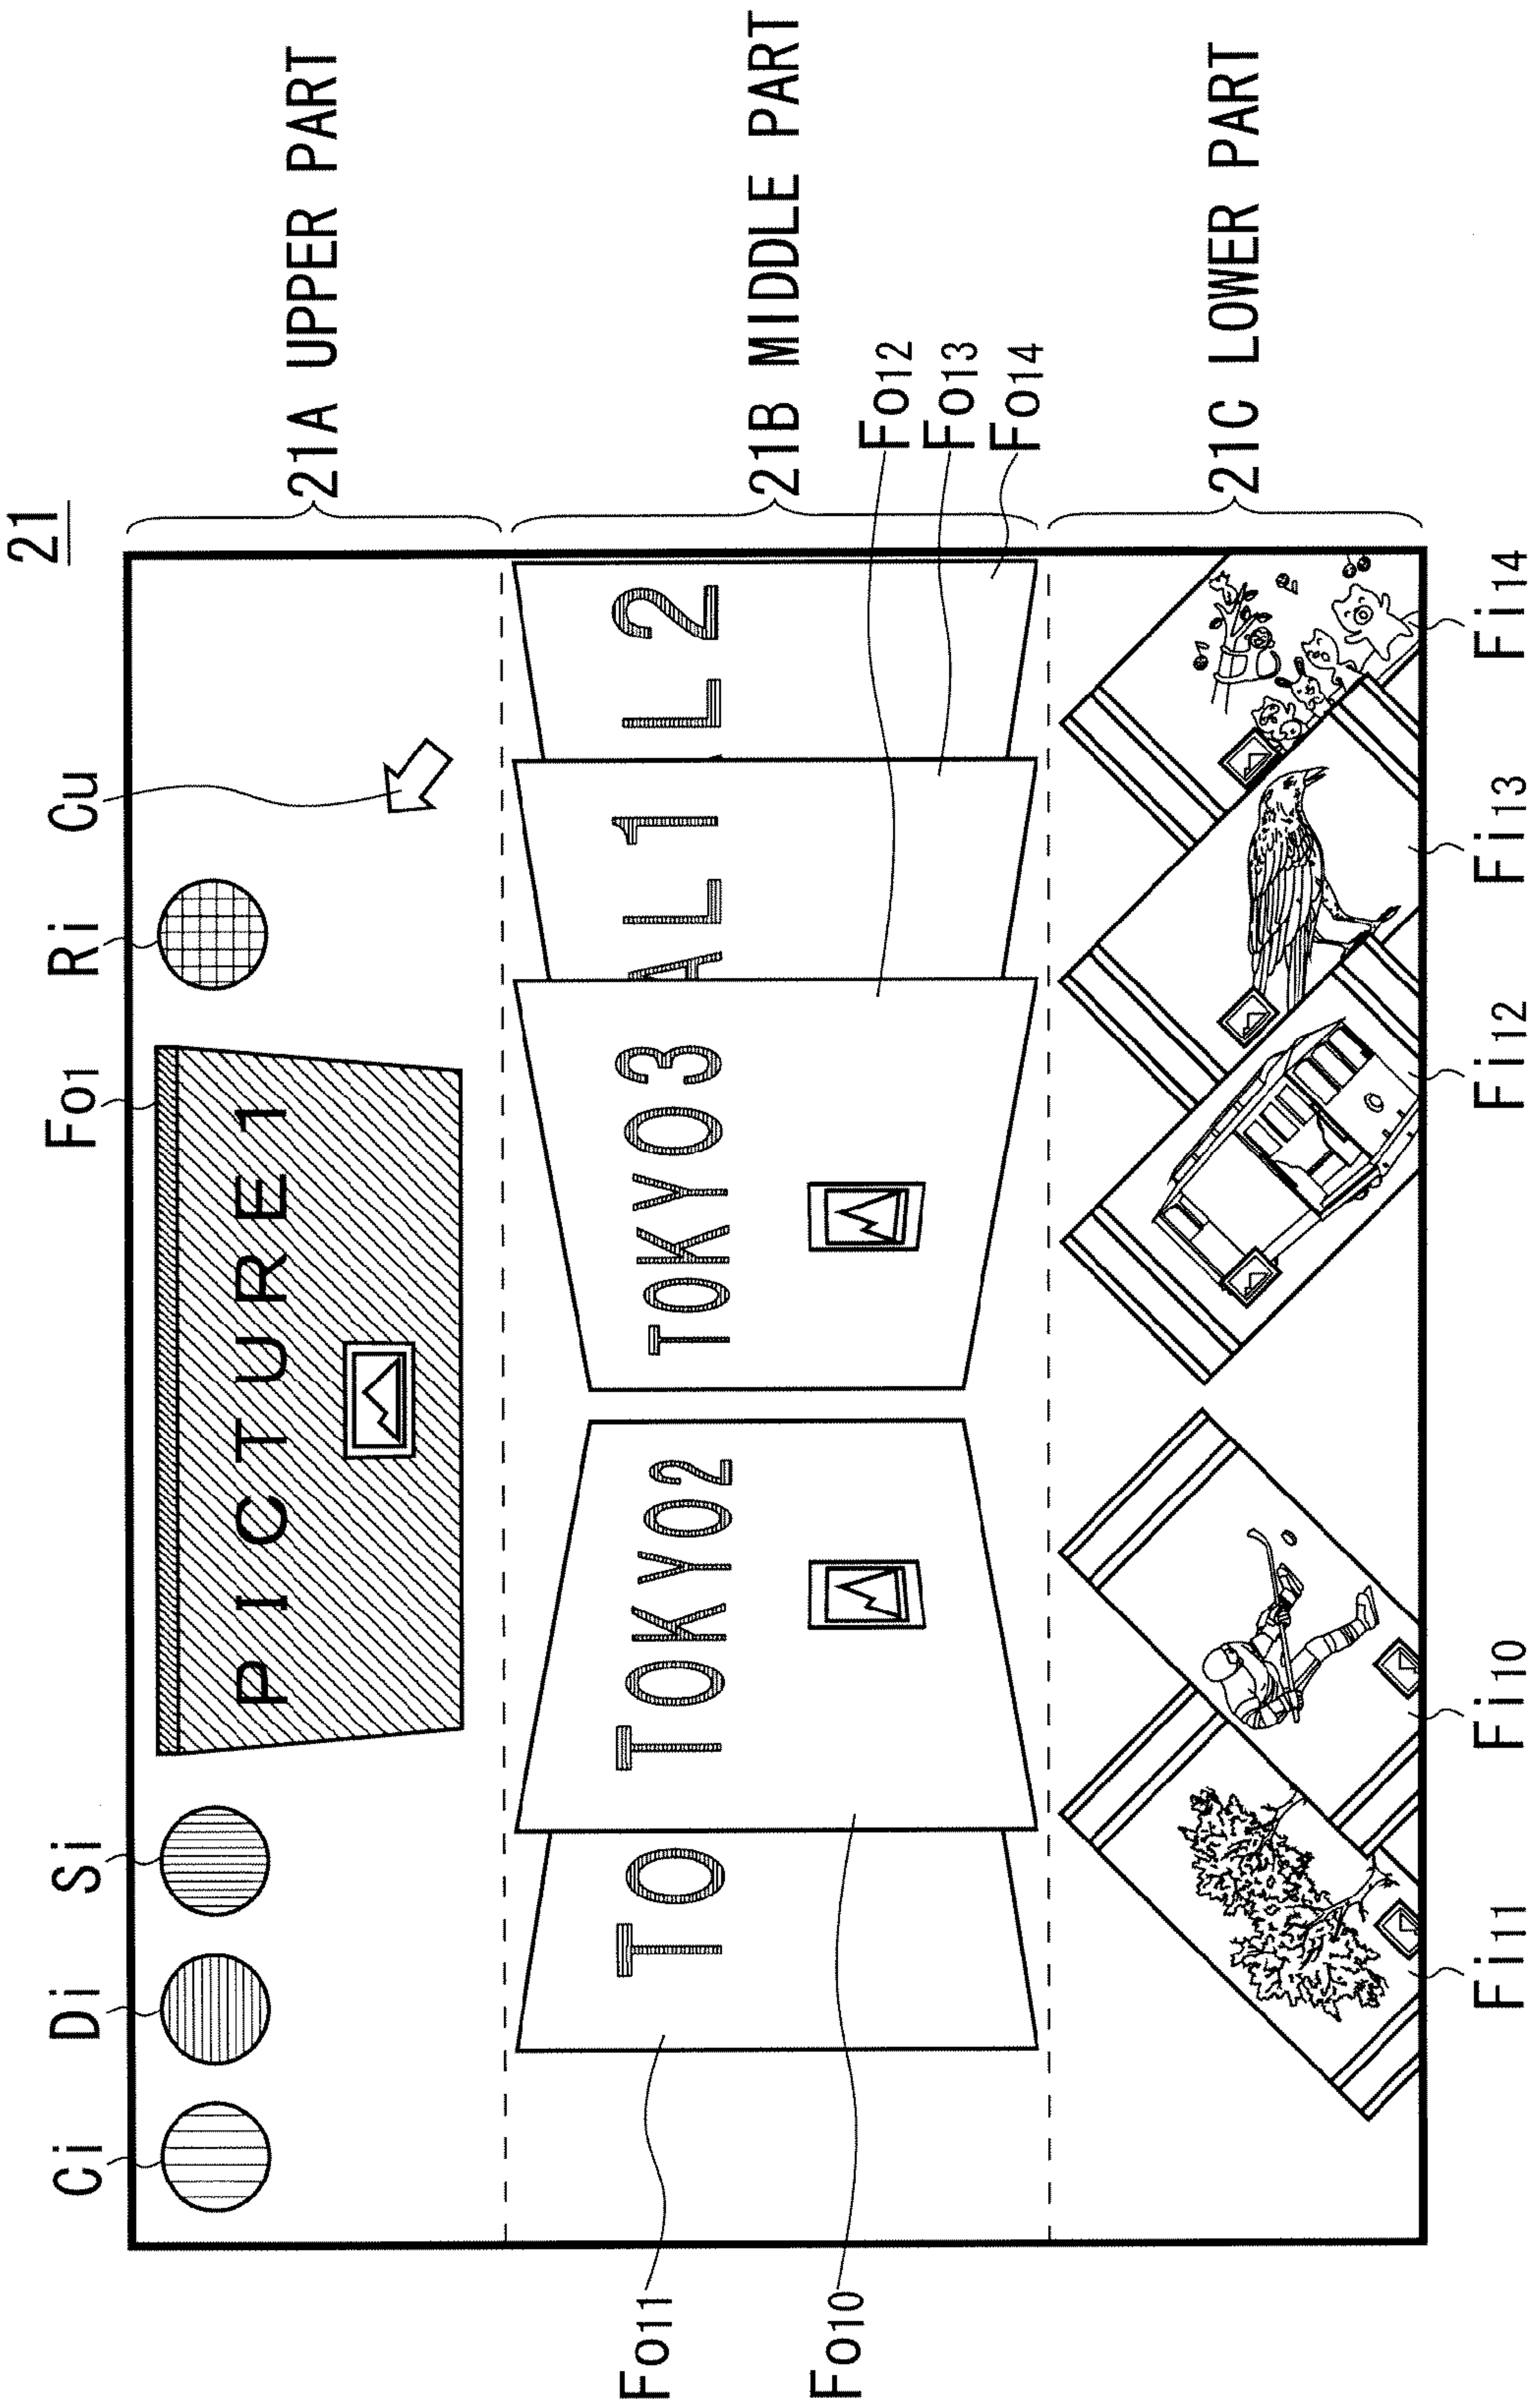 21
Ci Di Si Fo1 Ri Cu
PICTURE1
21A UPPER PART
TO TOKYO2 TOKYO3 AL1 L2
21B MIDDLE PART
Fo11
Fo10
Fo12
Fo13
Fo14
21C LOWER PART
Fi11 Fi10 Fi12 Fi13 Fi14